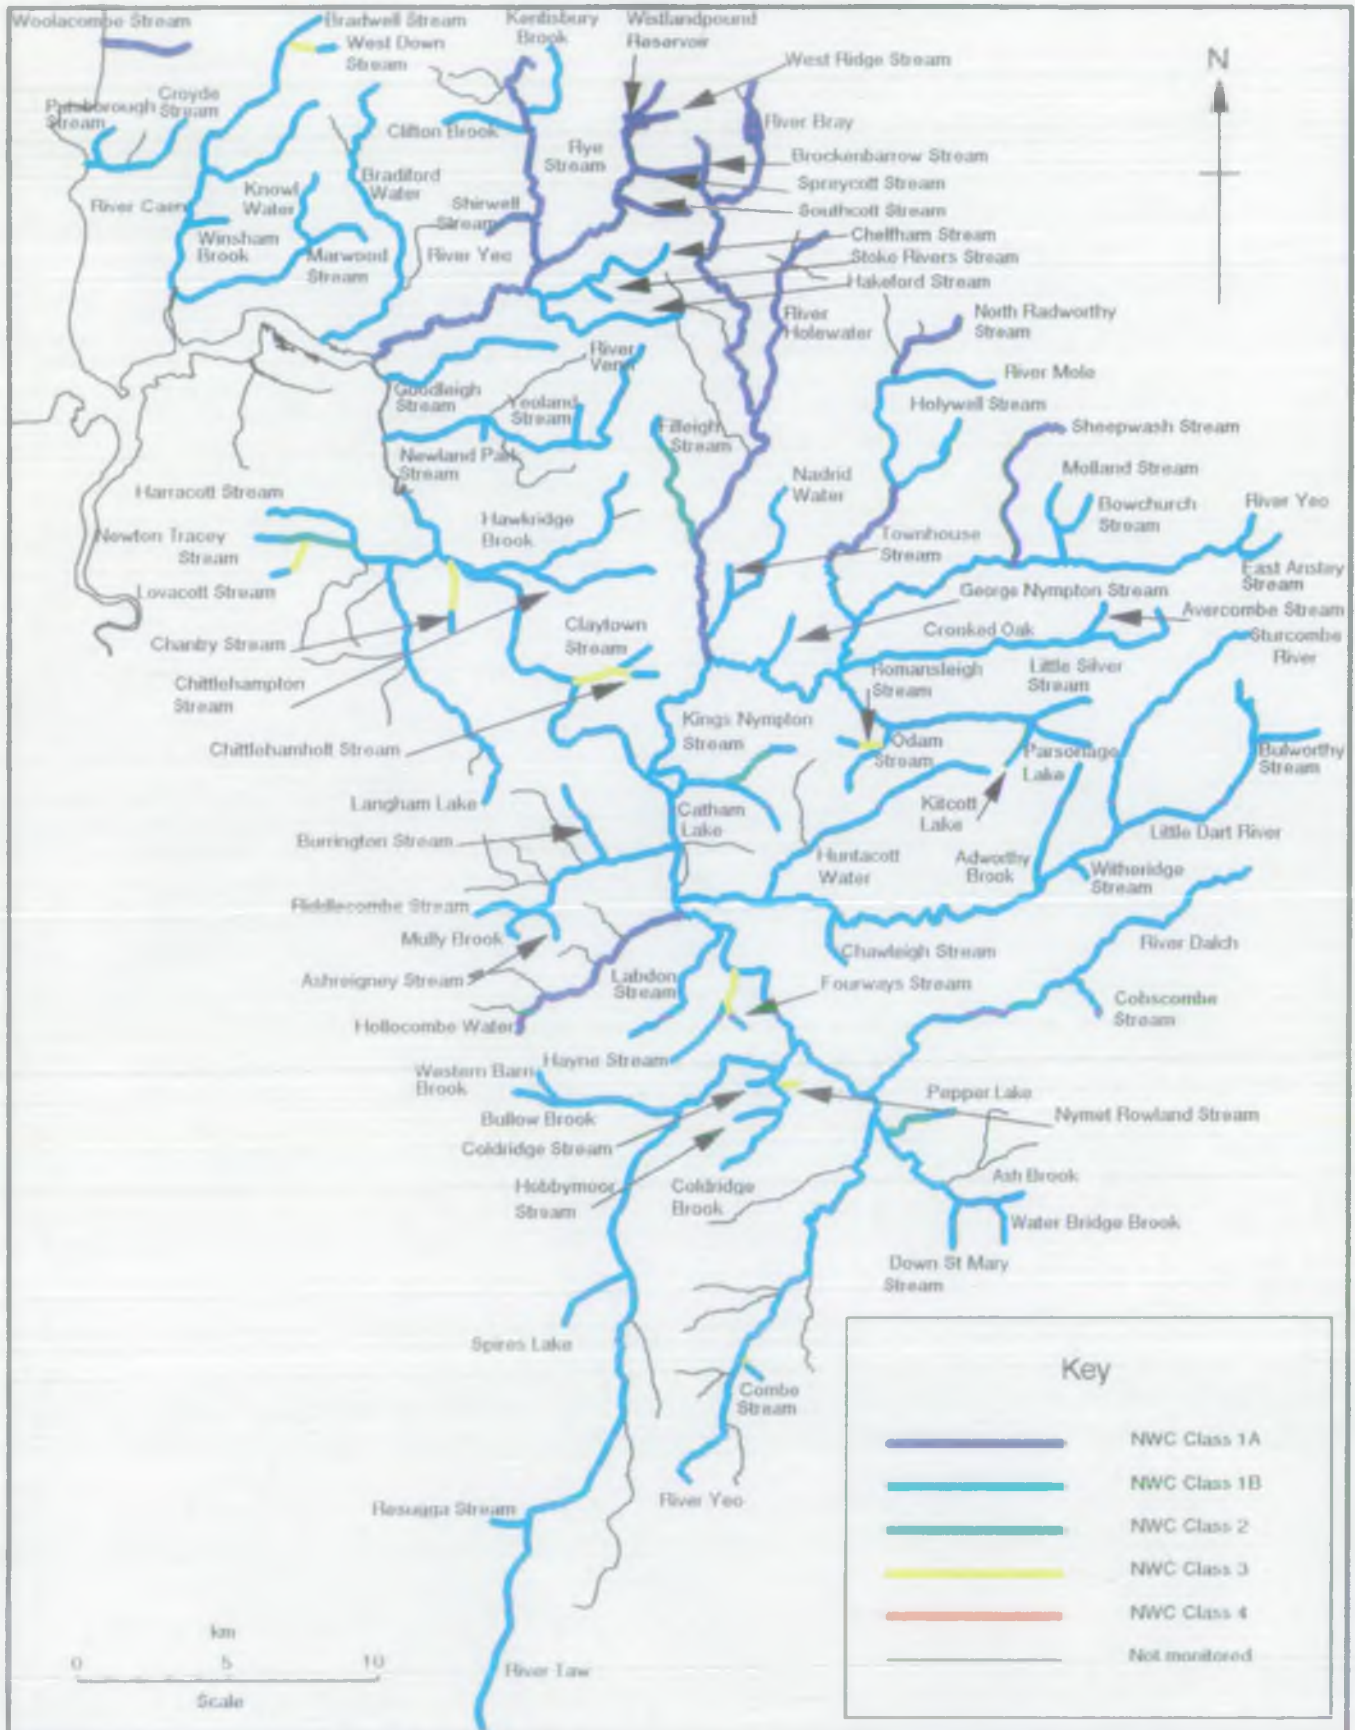 Woolacombe Stream
Bradwell Stream
West Down
Stream
Kentisbury
Brook
Wistlandpound
Reservoir
West Ridge Stream
N
Putsborough
Stream
Croyde
Stream
Clifton Brook
Rye
Stream
River Bray
Brockenbarrow Stream
Spreycott Stream
Southcott Stream
River Caen
Knowl
Water
Bradiford
Water
Shirwell
Stream
Winsham
Brook
Marwood
Stream
River Yeo
Chelfham Stream
Stoke Rivers Stream
Hakeford Stream
River
Holewater
North Radworthy
Stream
River Venn
River Mole
Goodleigh
Stream
Yeoland
Stream
Holywell Stream
Filleigh
Stream
Sheepwash Stream
Newland Park
Stream
Nadrid
Water
Molland Stream
Harracott Stream
Bowchurch
Stream
River Yeo
Hawkridge
Brook
Newton Tracey
Stream
Townhouse
Stream
East Anstey
Stream
Lovacott Stream
George Nympton Stream
Avercombe Stream
Chantry Stream
Claytown
Stream
Crooked Oak
Sturcombe
River
Chittlehampton
Stream
Romansleigh
Stream
Little Silver
Stream
Chittlehamholt Stream
Kings Nympton
Stream
Odam
Stream
Parsonage
Lake
Bulworthy
Stream
Langham Lake
Catham
Lake
Kitcott
Lake
Burrington Stream
Huntacott
Water
Adworthy
Brook
Little Dart River
Witheridge
Stream
Riddlecombe Stream
Mully Brook
Chawleigh Stream
River Dalch
Ashreigney Stream
Labdon
Stream
Fourways Stream
Cobscombe
Stream
Hollocombe Water
Hayne Stream
Western Barn
Brook
Pepper Lake
Bullow Brook
Nymet Rowland Stream
Coldridge Stream
Hobbymoor
Stream
Coldridge
Brook
Ash Brook
Water Bridge Brook
Down St Mary
Stream
Spires Lake
Combe
Stream
River Yeo
Resugga Stream
River Taw
Key
NWC Class 1A
NWC Class 1B
NWC Class 2
NWC Class 3
NWC Class 4
Not monitored
km
0 5 10
Scale